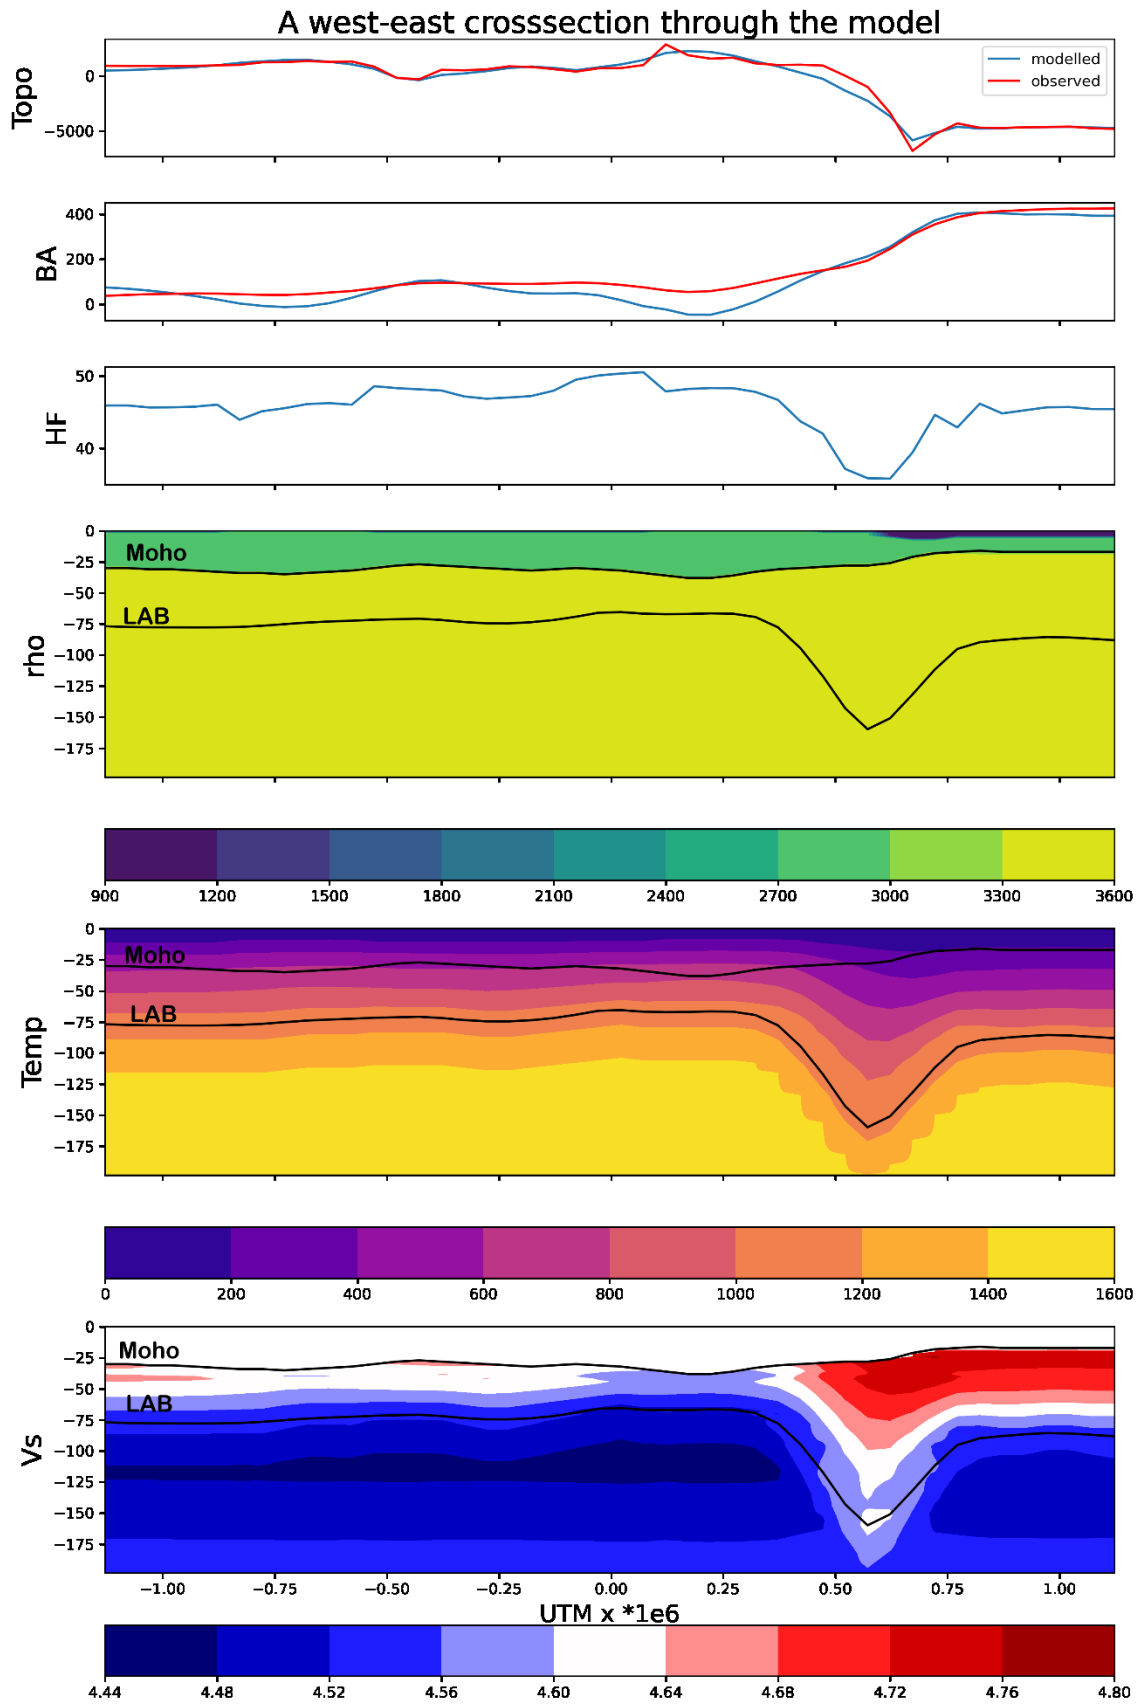 A west-east crosssection through the model
Topo
0
−5000
modelled
observed
BA
400
200
0
HF
50
40
rho
0
−25
−50
−75
−100
−125
−150
−175
Moho
LAB
900 1200 1500 1800 2100 2400 2700 3000 3300 3600
Temp
0
−25
−50
−75
−100
−125
−150
−175
Moho
LAB
0 200 400 600 800 1000 1200 1400 1600
Vs
0
−25
−50
−75
−100
−125
−150
−175
Moho
LAB
−1.00 −0.75 −0.50 −0.25 0.00 0.25 0.50 0.75 1.00
UTM x *1e6
4.44 4.48 4.52 4.56 4.60 4.64 4.68 4.72 4.76 4.80